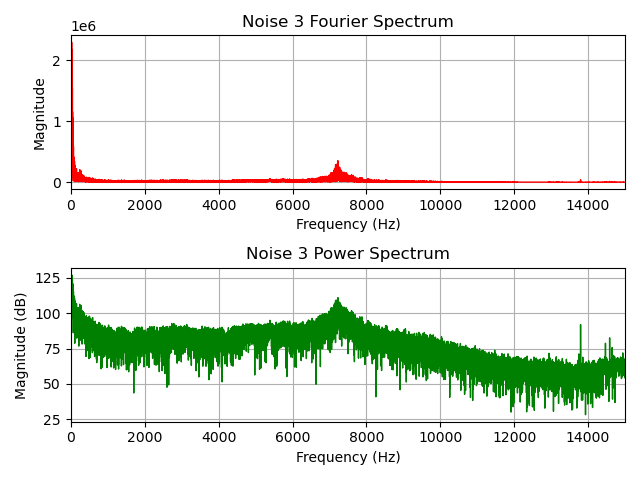 Noise 3 Fourier Spectrum
1e6
2
1
0
Magnitude
0 2000 4000 6000 8000 10000 12000 14000
Frequency (Hz)
Noise 3 Power Spectrum
125
100
75
50
25
Magnitude (dB)
0 2000 4000 6000 8000 10000 12000 14000
Frequency (Hz)